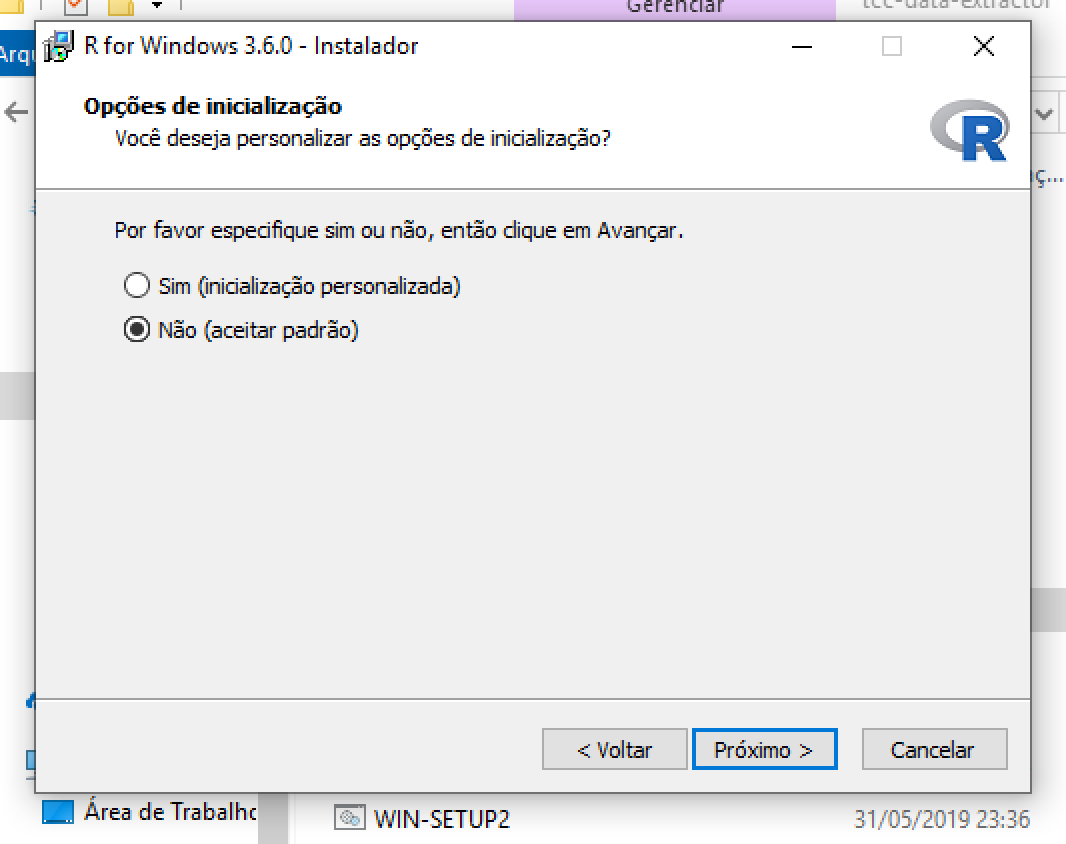 Gerenciar
tcc-data-extractor
Arqu
R for Windows 3.6.0 - Instalador
Opções de inicialização
Você deseja personalizar as opções de inicialização?
R
ç...
Por favor especifique sim ou não, então clique em Avançar.
Sim (inicialização personalizada)
Não (aceitar padrão)
< Voltar
Próximo >
Cancelar
Área de Trabalho
WIN-SETUP2
31/05/2019 23:36